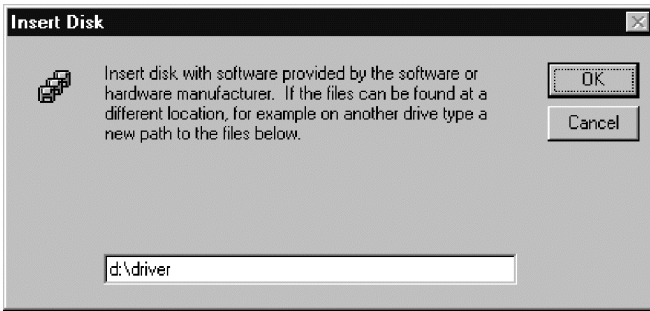 Insert Disk
Insert disk with software provided by the software or
hardware manufacturer. If the files can be found at a
different location, for example on another drive type a
new path to the files below.
OK
Cancel
d:\driver